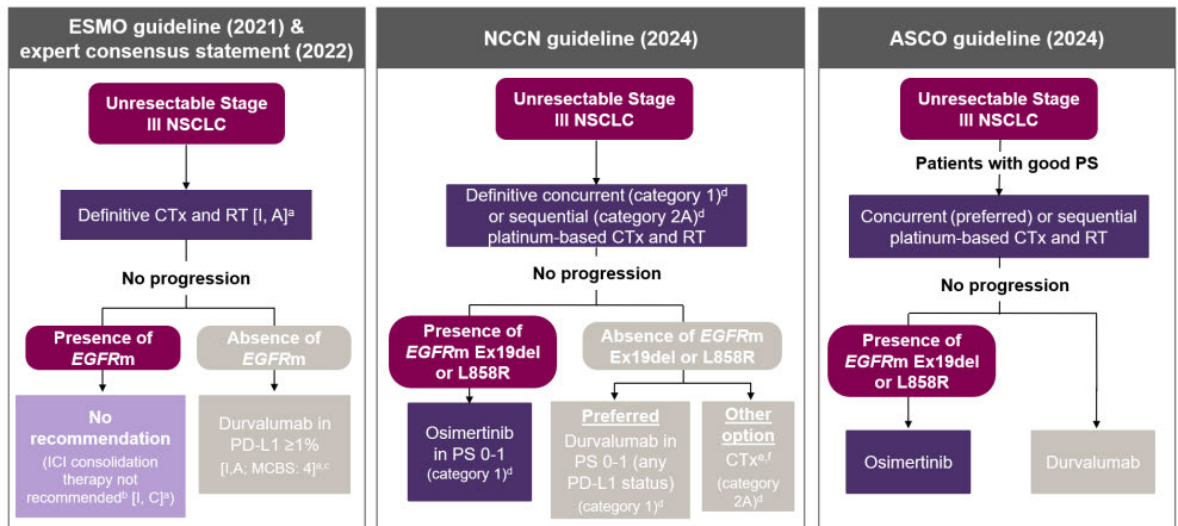 ESMO guideline (2021) &
expert consensus statement (2022)
Unresectable Stage
III NSCLC
Definitive CTx and RT [I, A]a
No progression
Presence of
EGFRm
Absence of
EGFRm
No
recommendation
(ICI consolidation
therapy not
recommendedb [I, C]a)
Durvalumab in
PD-L1 ≥1%
[I,A; MCBS: 4]a,c
NCCN guideline (2024)
Unresectable Stage
III NSCLC
Definitive concurrent (category 1)d
or sequential (category 2A)d
platinum-based CTx and RT
No progression
Presence of
EGFRm Ex19del
or L858R
Absence of EGFRm
Ex19del or L858R
Osimertinib
in PS 0-1
(category 1)d
Preferred
Durvalumab in
PS 0-1 (any
PD-L1 status)
(category 1)d
Other
option
CTxe,f
(category
2A)d
ASCO guideline (2024)
Unresectable Stage
III NSCLC
Patients with good PS
Concurrent (preferred) or sequential
platinum-based CTx and RT
No progression
Presence of
EGFRm Ex19del
or L858R
Osimertinib
Durvalumab